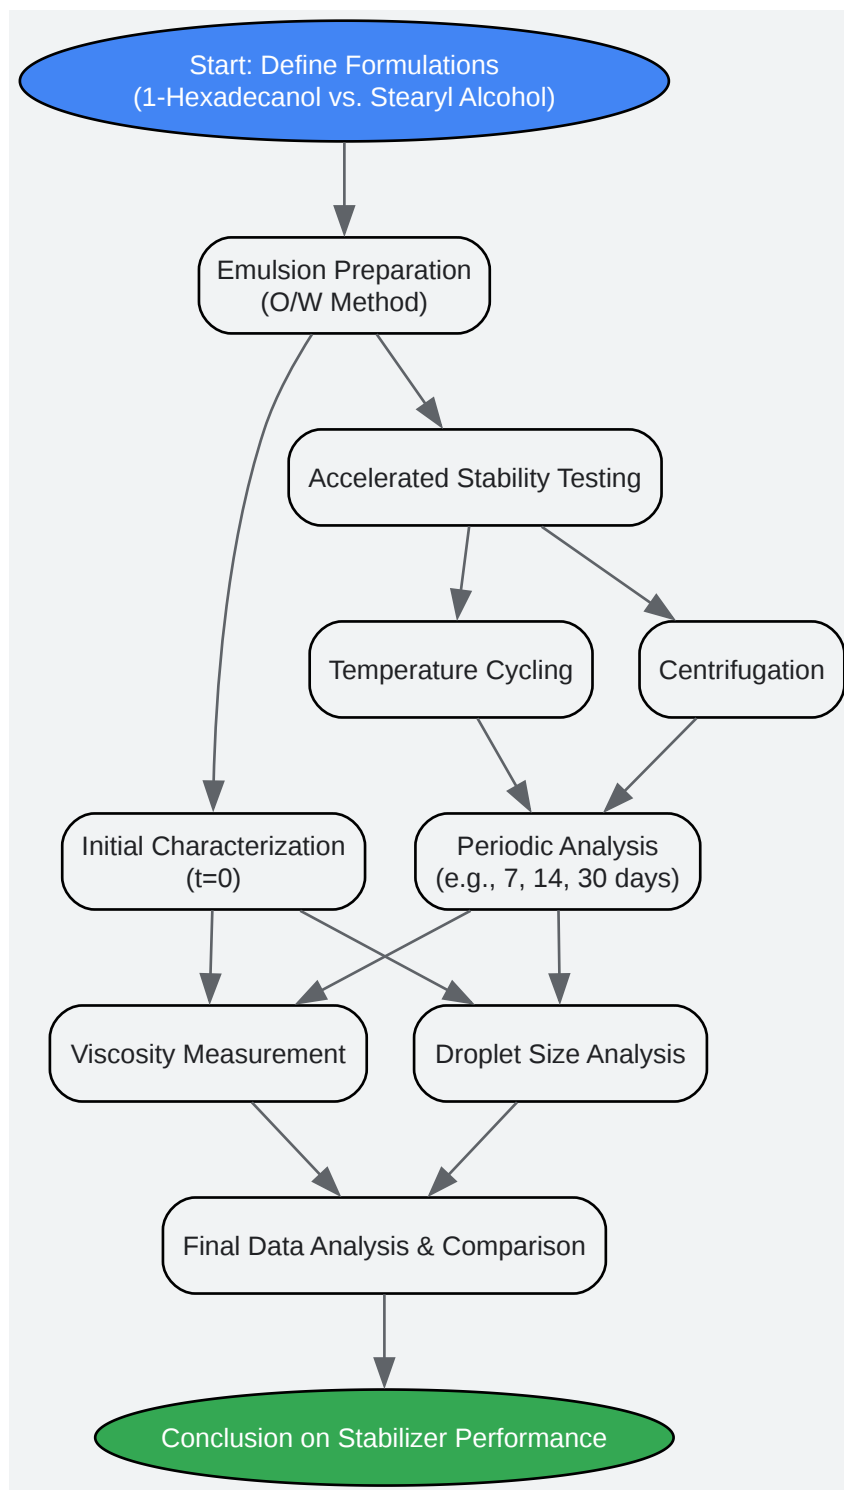 Start: Define Formulations
(1-Hexadecanol vs. Stearyl Alcohol)
Emulsion Preparation
(O/W Method)
Accelerated Stability Testing
Temperature Cycling
Centrifugation
Initial Characterization
(t=0)
Periodic Analysis
(e.g., 7, 14, 30 days)
Viscosity Measurement
Droplet Size Analysis
Final Data Analysis & Comparison
Conclusion on Stabilizer Performance